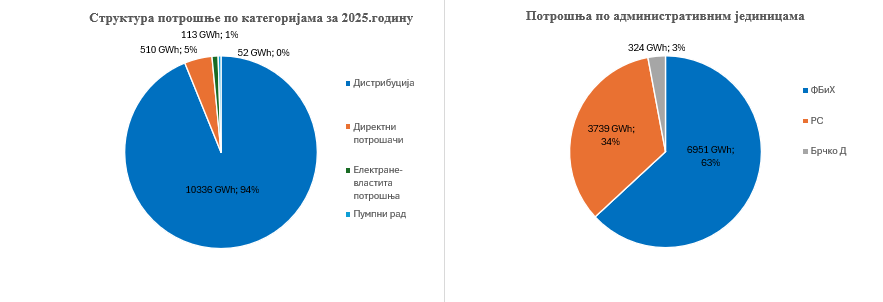 Структура потрошње по категоријама за 2025.годину
113 GWh; 1%
510 GWh; 5%
52 GWh; 0%
10336 GWh; 94%
Дистрибуција
Директни
потрошачи
Електране-
властита
потрошња
Пумпни рад
Потрошња по административним јединицама
324 GWh; 3%
3739 GWh;
34%
6951 GWh;
63%
ФБиХ
РС
Брчко Д